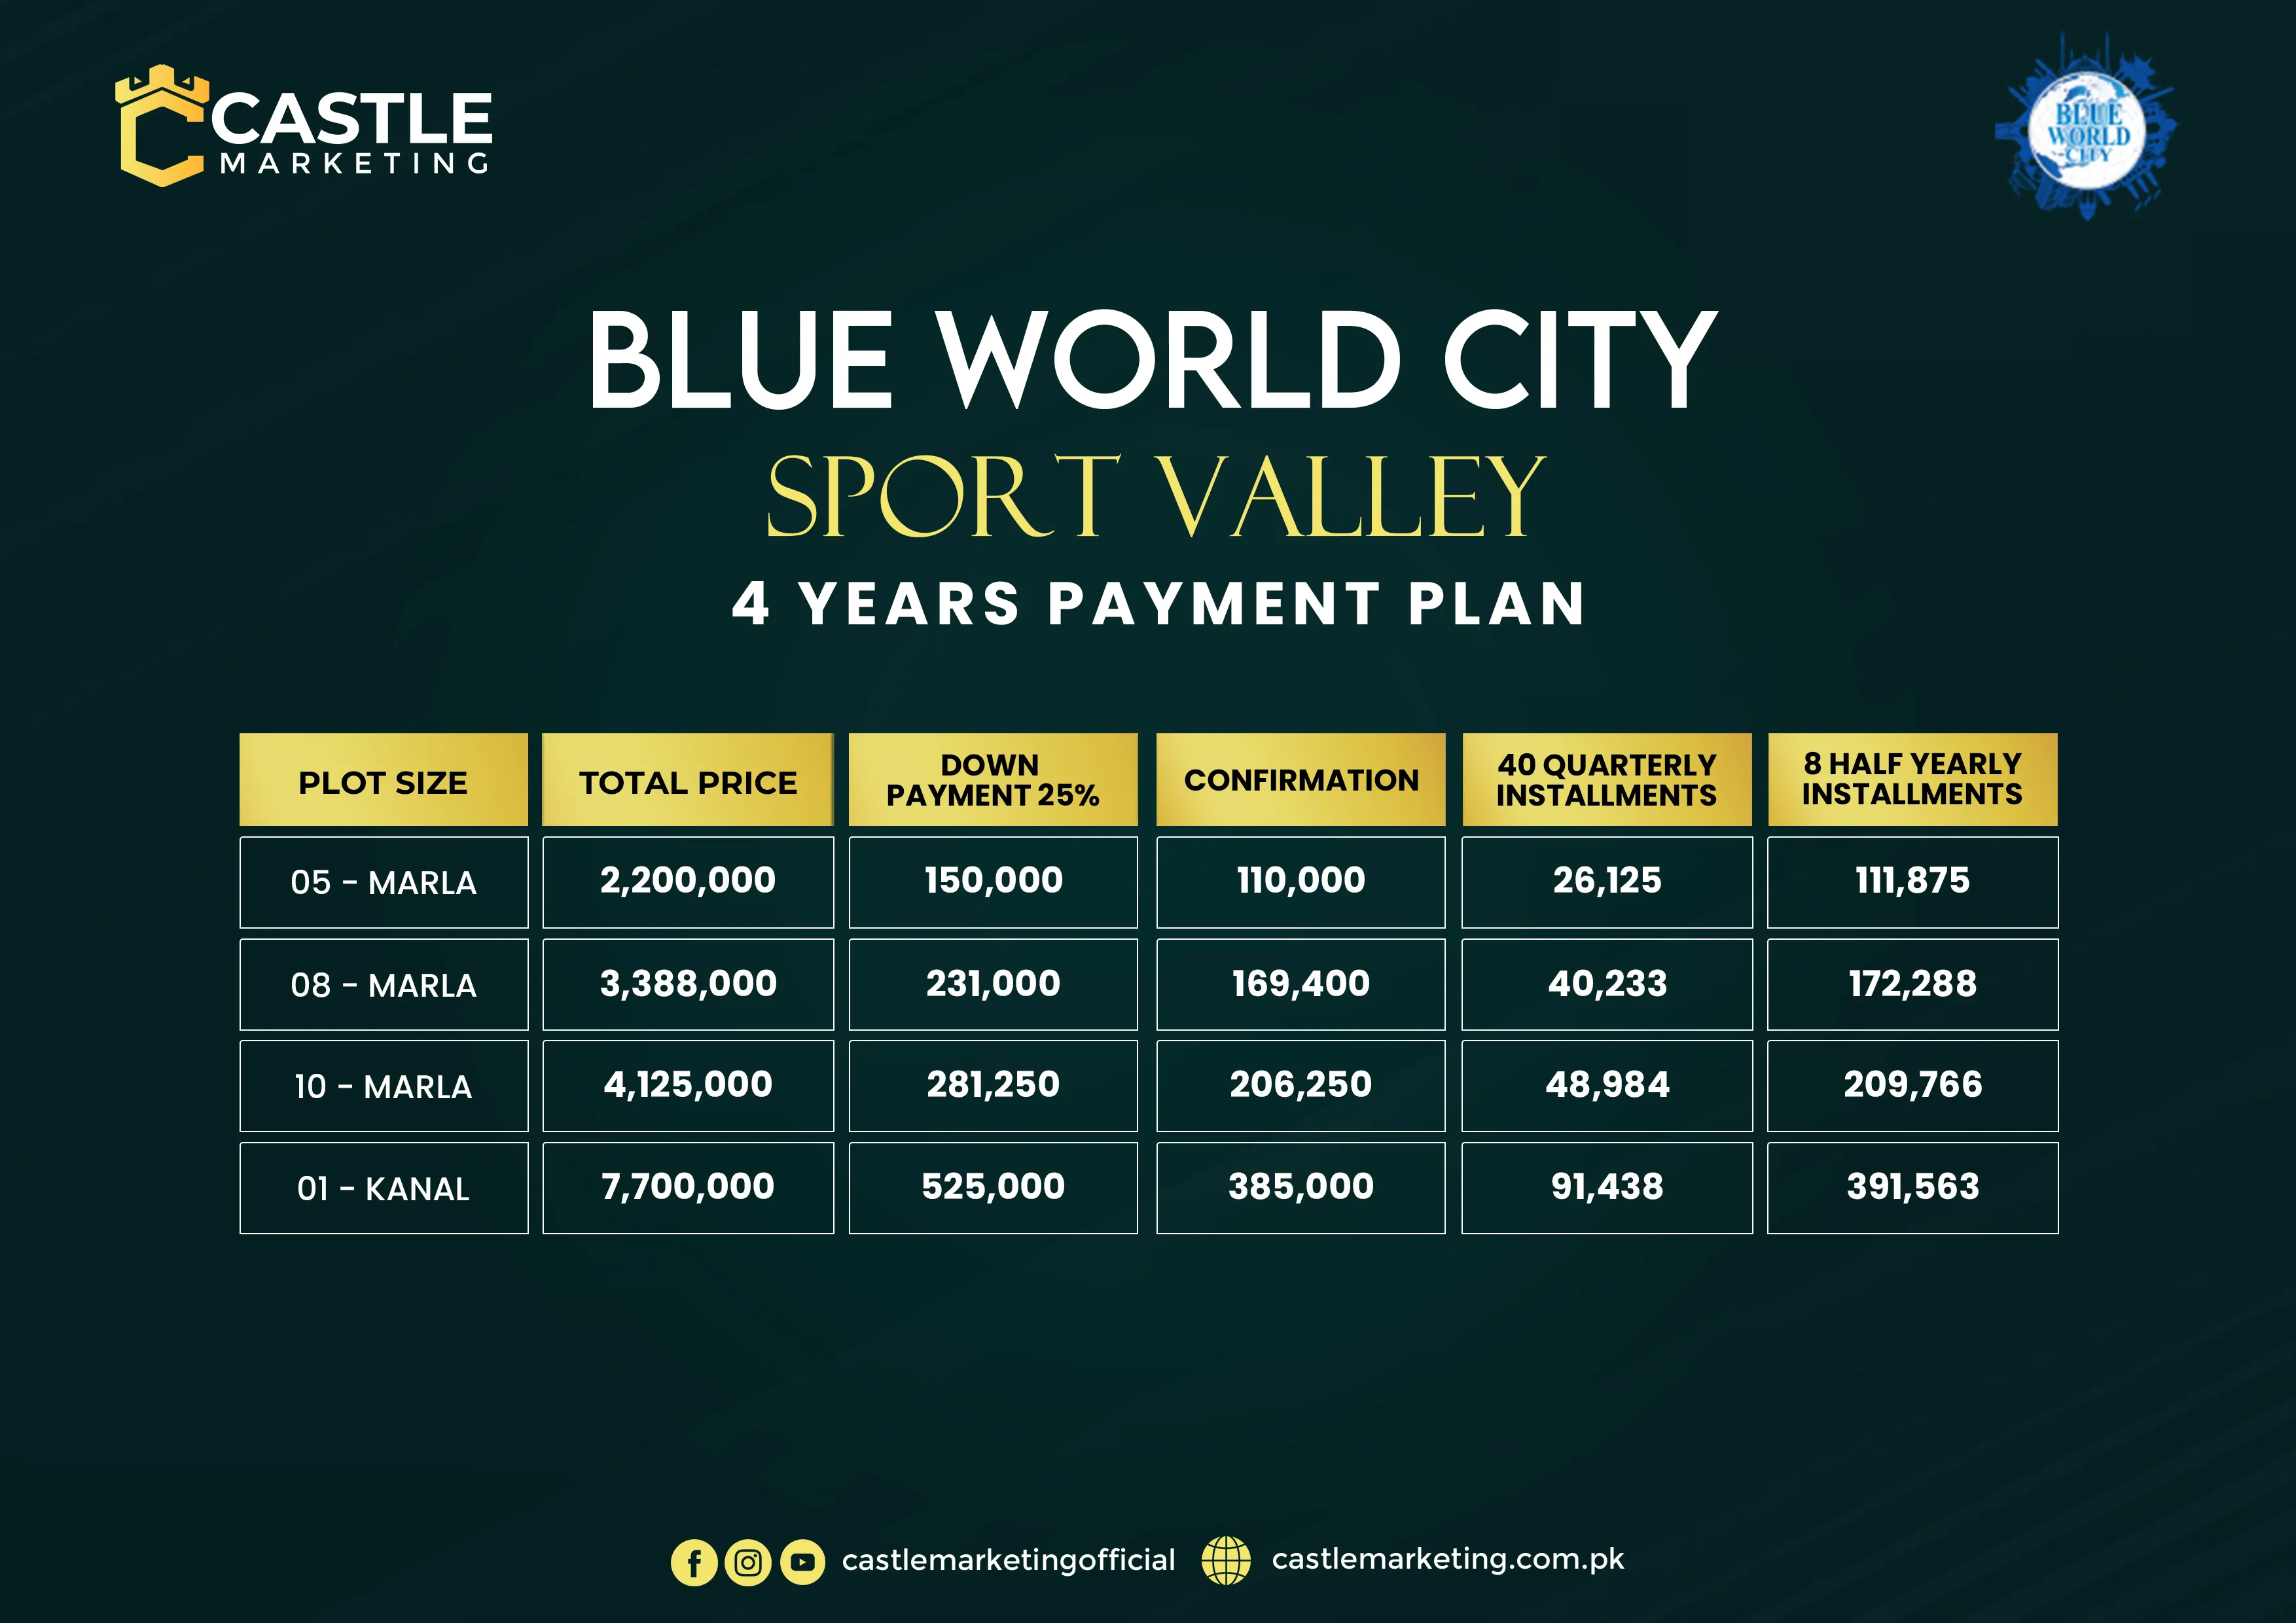 CASTLE
MARKETING
BLUE
WORLD
CITY
BLUE WORLD CITY
SPORT VALLEY
4 YEARS PAYMENT PLAN
PLOT SIZE
TOTAL PRICE
DOWN
PAYMENT 25%
CONFIRMATION
40 QUARTERLY
INSTALLMENTS
8 HALF YEARLY
INSTALLMENTS
05 - MARLA 2,200,000 150,000 110,000 26,125 111,875
08 - MARLA 3,388,000 231,000 169,400 40,233 172,288
10 - MARLA 4,125,000 281,250 206,250 48,984 209,766
01 - KANAL 7,700,000 525,000 385,000 91,438 391,563
castlemarketingofficial castlemarketing.com.pk